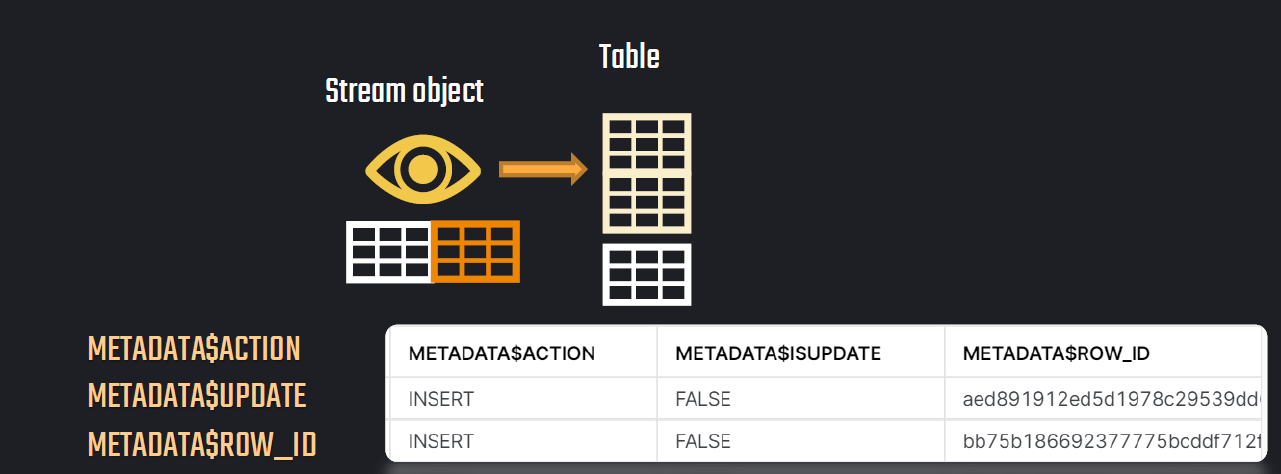 Table
Stream object
METADATA$ACTION
METADATA$UPDATE
METADATA$ROW_ID
METADATA$ACTION METADATA$ISUPDATE METADATA$ROW_ID
INSERT FALSE aed891912ed5d1978c29539dd
INSERT FALSE bb75b186692377775bcddf712f